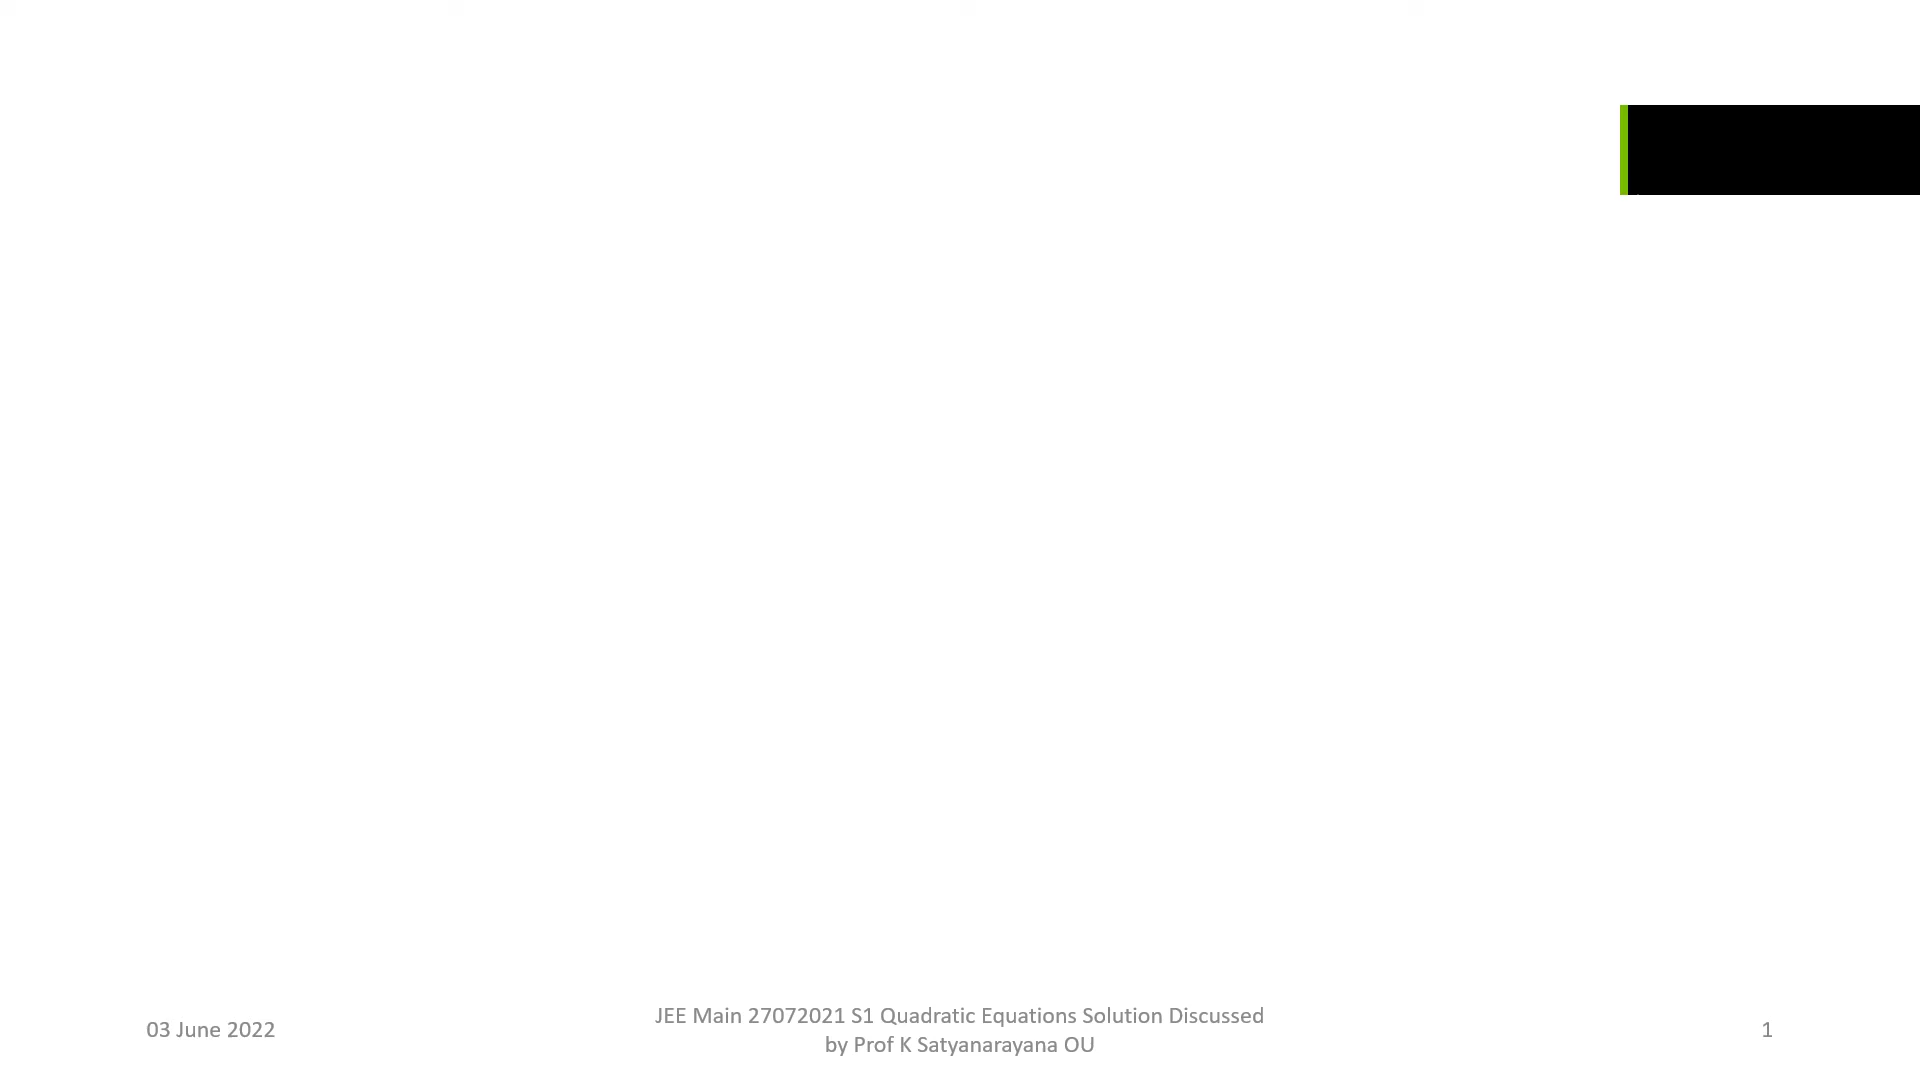 03 June 2022
JEE Main 27072021 S1 Quadratic Equations Solution Discussed
by Prof K Satyanarayana OU
1